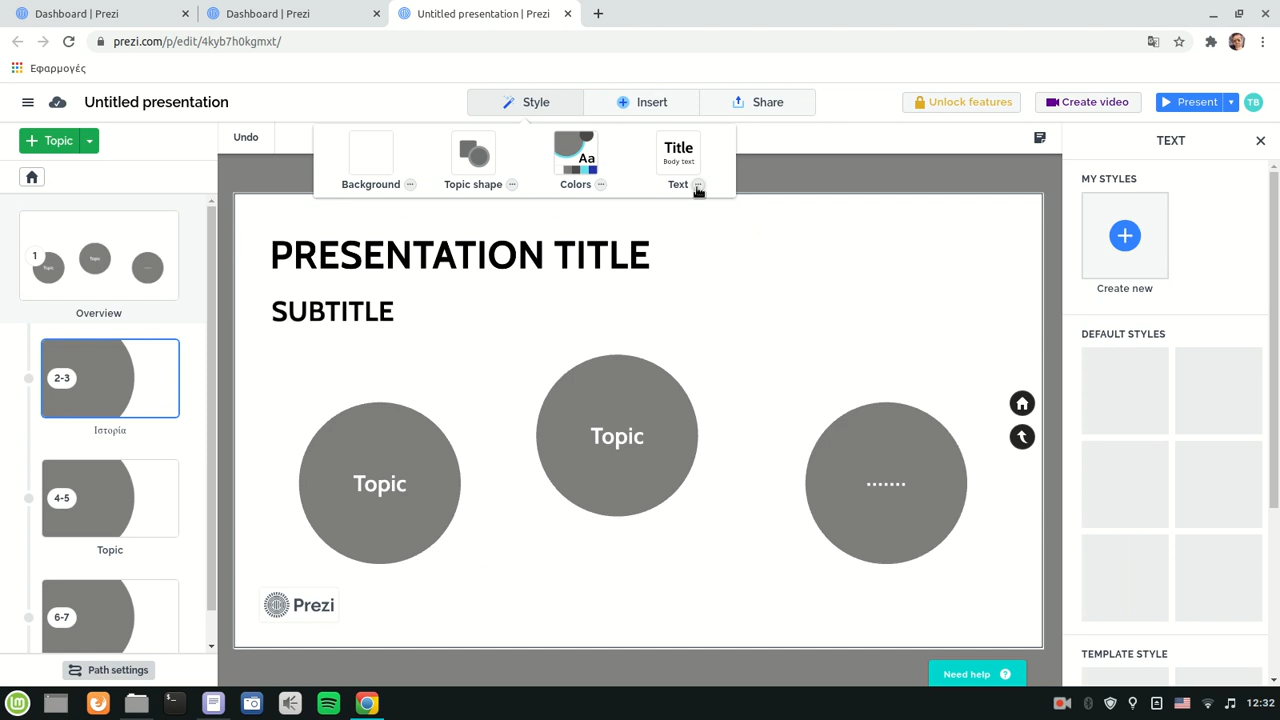 Dashboard | Prezi
Dashboard | Prezi
Untitled presentation | Prezi
prezi.com/p/edit/4kyb7h0kgmxt/
Εφαρμογές
Untitled presentation
Style
Insert
Share
Unlock features
Create video
Present
TB
Topic
Undo
Background
Topic shape
Aa
Colors
Title
Body text
Text
TEXT
MY STYLES
Create new
DEFAULT STYLES
TEMPLATE STYLE
1
Topic
Topic
Overview
2-3
Ιστορία
4-5
Topic
6-7
Path settings
PRESENTATION TITLE
SUBTITLE
Topic
Topic
.......
Prezi
Need help ?
12:32